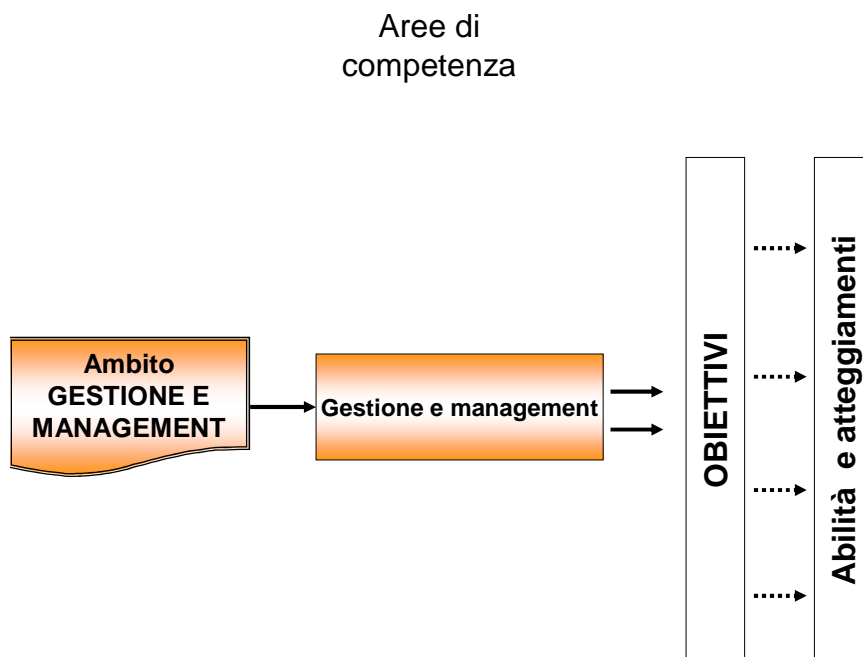 Aree di
competenza
Ambito
GESTIONE E
MANAGEMENT
Gestione e management
OBIETTIVI
Abilità e atteggiamenti